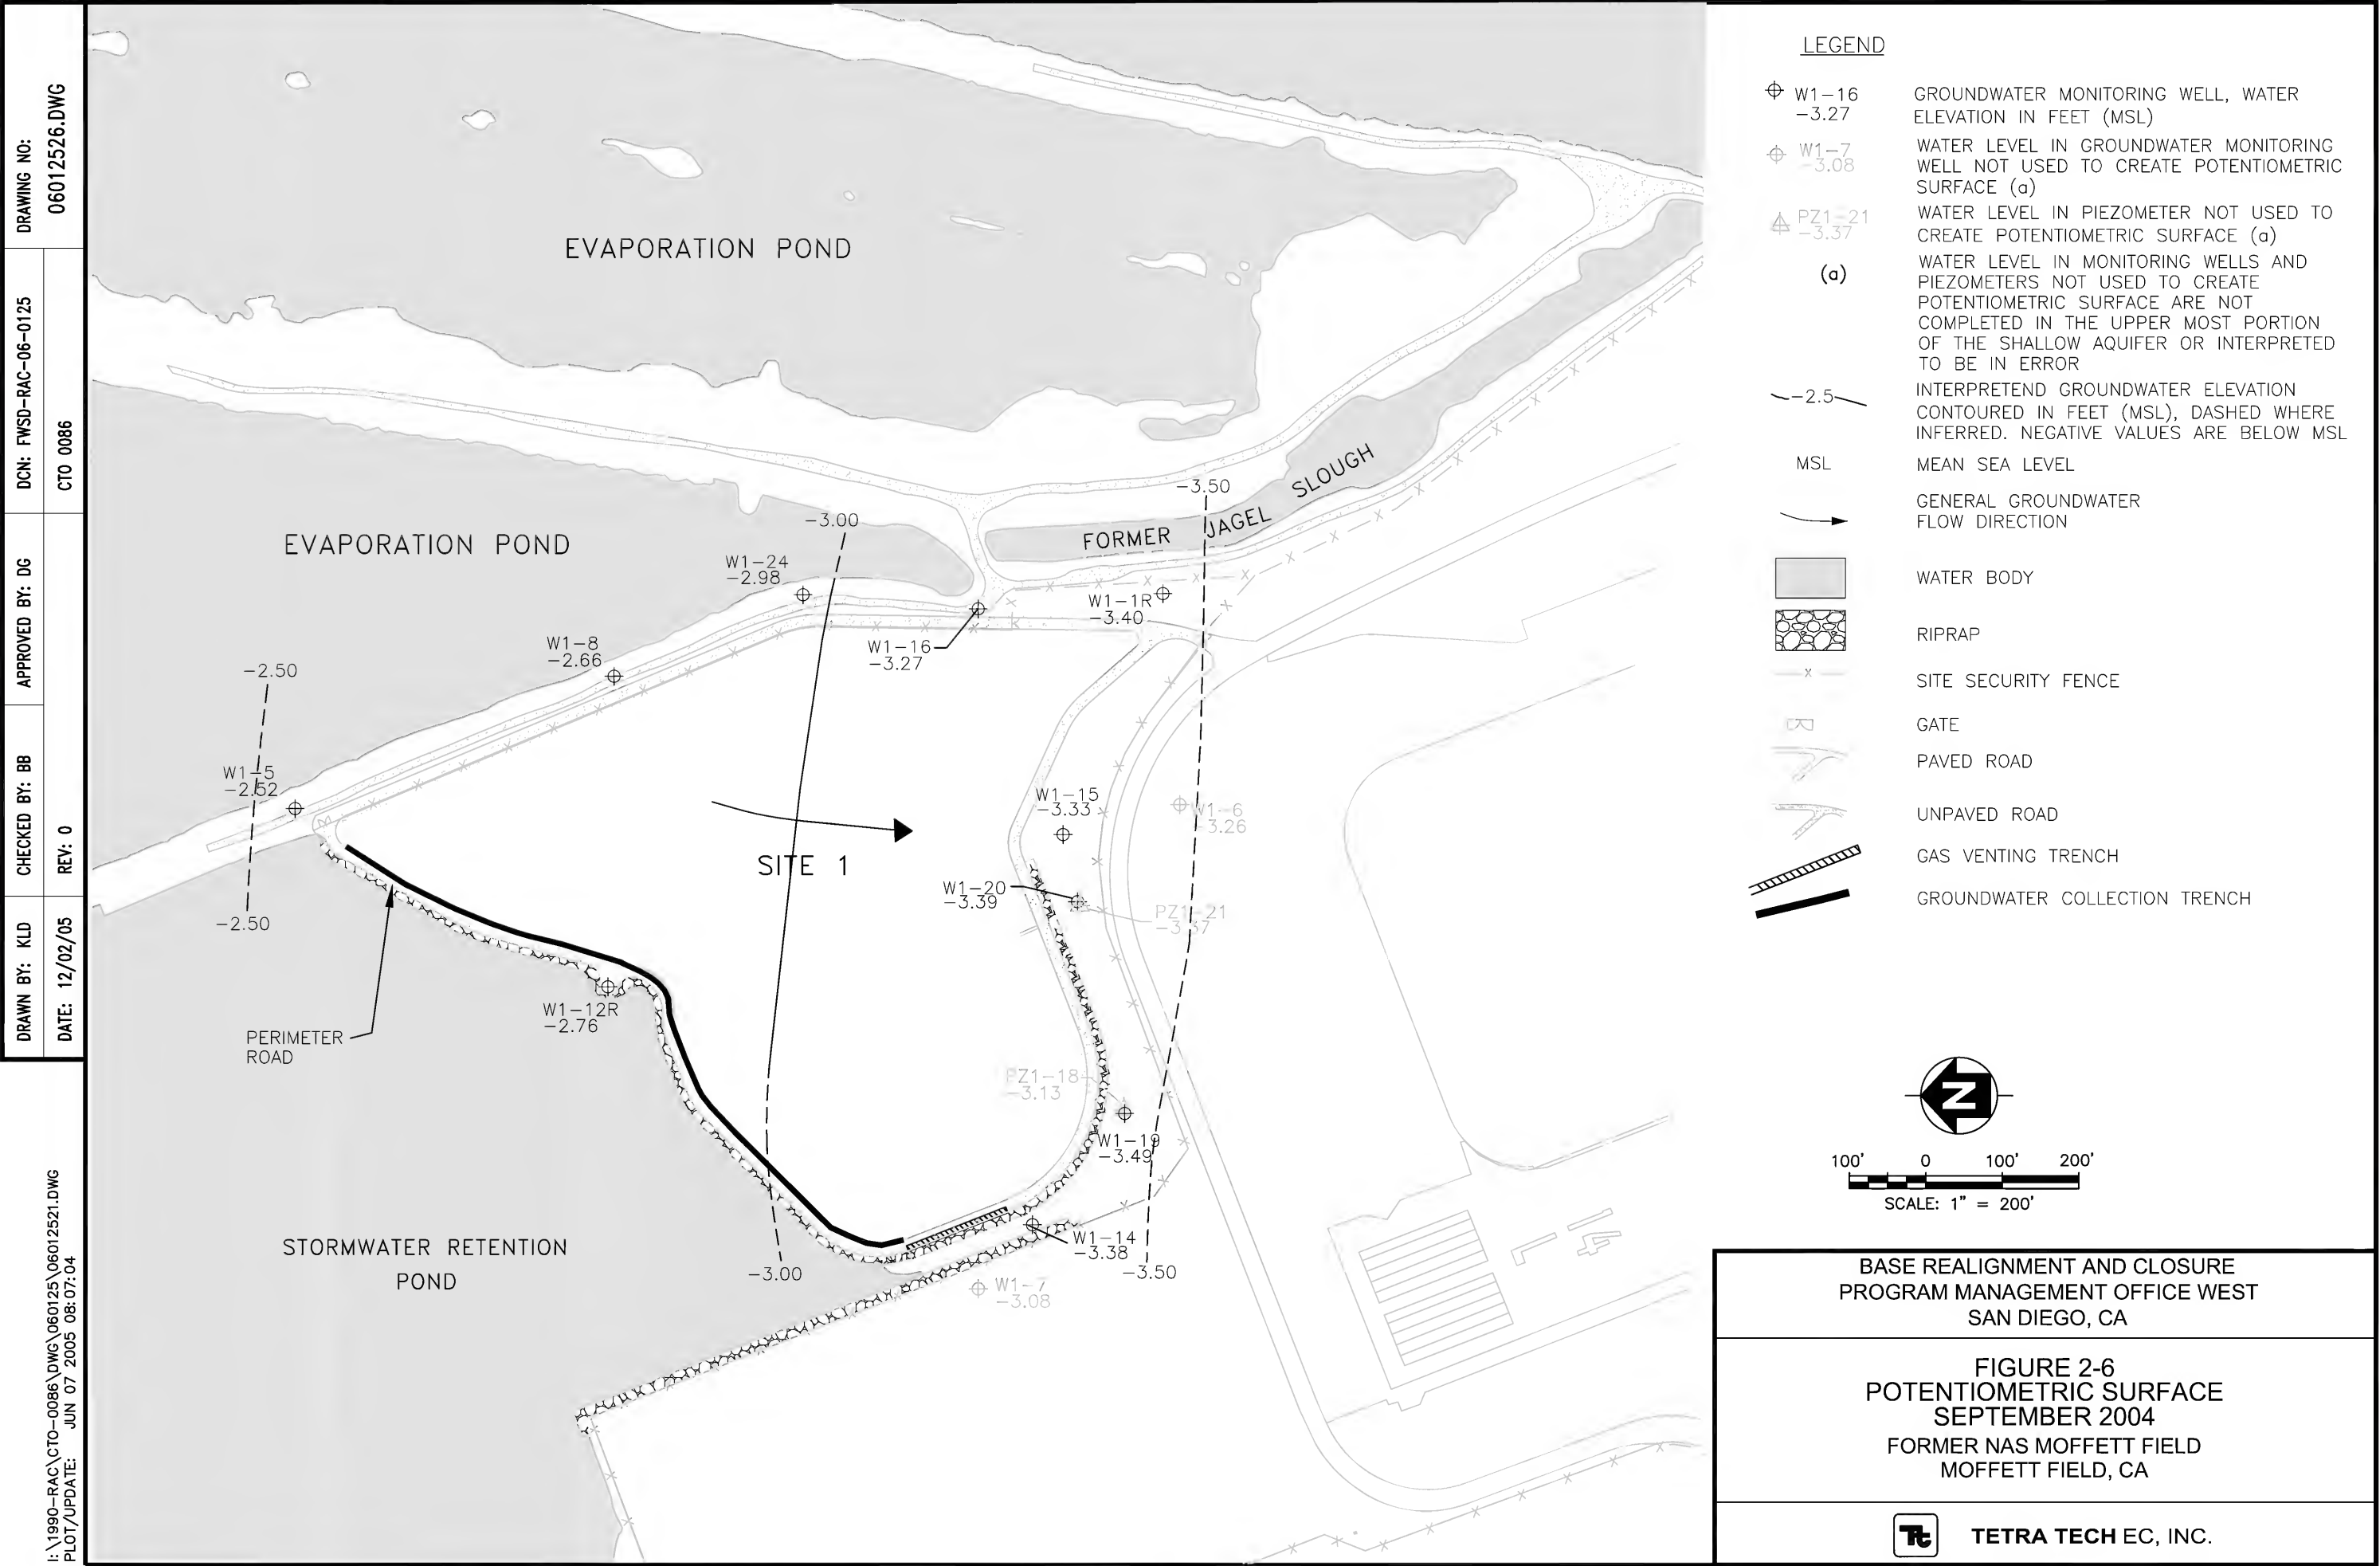 DRAWING NO:
060125526.DWG
DCN: FWSD-RAC-06-0125
CTO 0086
APPROVED BY: DG
CHECKED BY: BB
REV: 0
DRAWN BY: KLD
DATE: 12/02/05
I:\1990-RAC\CTO-0086\DWG\060125\06012521.DWG
PLOT/UPDATE: JUN 07 2005 08:07:04
EVAPORATION POND
EVAPORATION POND
FORMER JAGEL SLOUGH
-3.50
-3.00
W1-24
-2.98
W1-1R
-3.40
W1-16
-3.27
W1-8
-2.66
-2.50
W1-5
-2.52
W1-15
-3.33
W1-6
-3.26
SITE 1
W1-20
-3.39
PZ1-21
-3.37
-2.50
W1-12R
-2.76
PERIMETER
ROAD
PZ1-18
-3.13
W1-19
-3.49
W1-14
-3.38
STORMWATER RETENTION
POND
-3.00
-3.50
W1-7
-3.08
14
L
LEGEND
W1-16
-3.27
GROUNDWATER MONITORING WELL, WATER
ELEVATION IN FEET (MSL)
W1-7
-3.08
WATER LEVEL IN GROUNDWATER MONITORING
WELL NOT USED TO CREATE POTENTIOMETRIC
SURFACE (a)
PZ1-21
-3.37
WATER LEVEL IN PIEZOMETER NOT USED TO
CREATE POTENTIOMETRIC SURFACE (a)
(a)
WATER LEVEL IN MONITORING WELLS AND
PIEZOMETERS NOT USED TO CREATE
POTENTIOMETRIC SURFACE ARE NOT
COMPLETED IN THE UPPER MOST PORTION
OF THE SHALLOW AQUIFER OR INTERPRETED
TO BE IN ERROR
-2.5
INTERPRETEND GROUNDWATER ELEVATION
CONTOURED IN FEET (MSL), DASHED WHERE
INFERRED. NEGATIVE VALUES ARE BELOW MSL
MSL
MEAN SEA LEVEL
GENERAL GROUNDWATER
FLOW DIRECTION
WATER BODY
RIPRAP
SITE SECURITY FENCE
GATE
PAVED ROAD
UNPAVED ROAD
GAS VENTING TRENCH
GROUNDWATER COLLECTION TRENCH
N
100' 0 100' 200'
SCALE: 1" = 200'
BASE REALIGNMENT AND CLOSURE
PROGRAM MANAGEMENT OFFICE WEST
SAN DIEGO, CA
FIGURE 2-6
POTENTIOMETRIC SURFACE
SEPTEMBER 2004
FORMER NAS MOFFETT FIELD
MOFFETT FIELD, CA
TETRA TECH EC, INC.